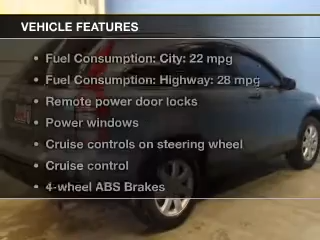 VEHICLE FEATURES
• Fuel Consumption: City: 22 mpg
• Fuel Consumption: Highway: 28 mpg
• Remote power door locks
• Power windows
• Cruise controls on steering wheel
• Cruise control
• 4-wheel ABS Brakes